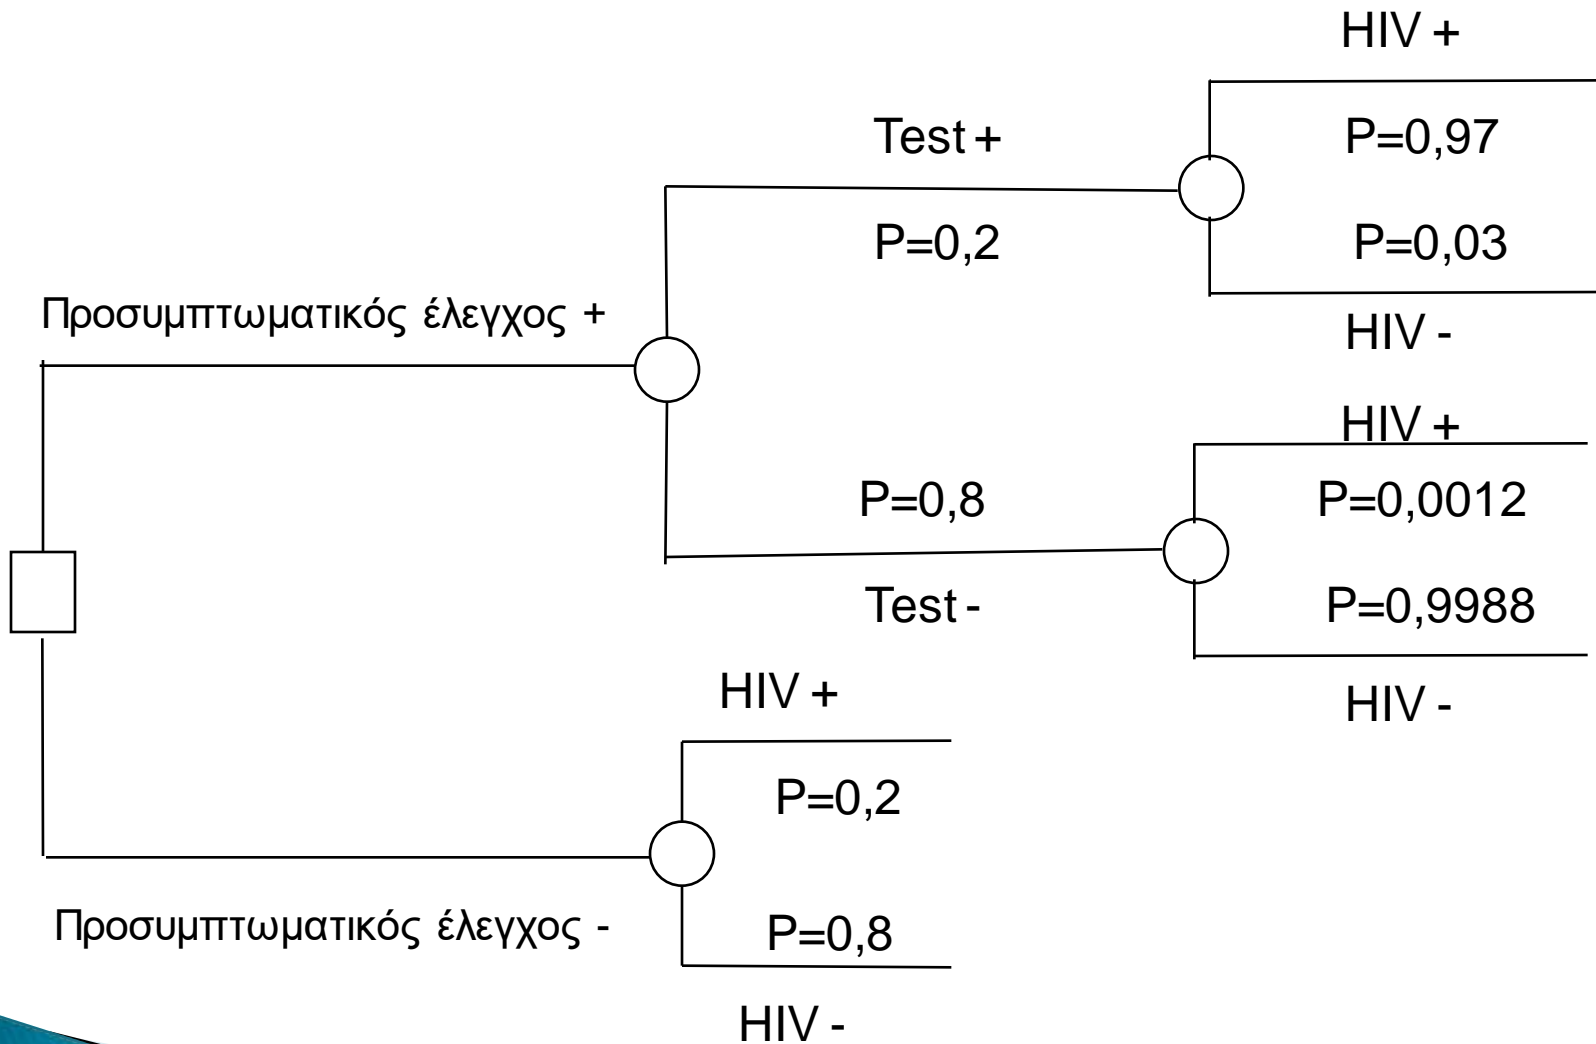 HIV +
Test +
P=0,97
P=0,2
P=0,03
Προσυμπτωματικός έλεγχος +
HIV -
HIV +
P=0,8
P=0,0012
Test -
P=0,9988
HIV +
HIV -
P=0,2
Προσυμπτωματικός έλεγχος -
P=0,8
HIV -